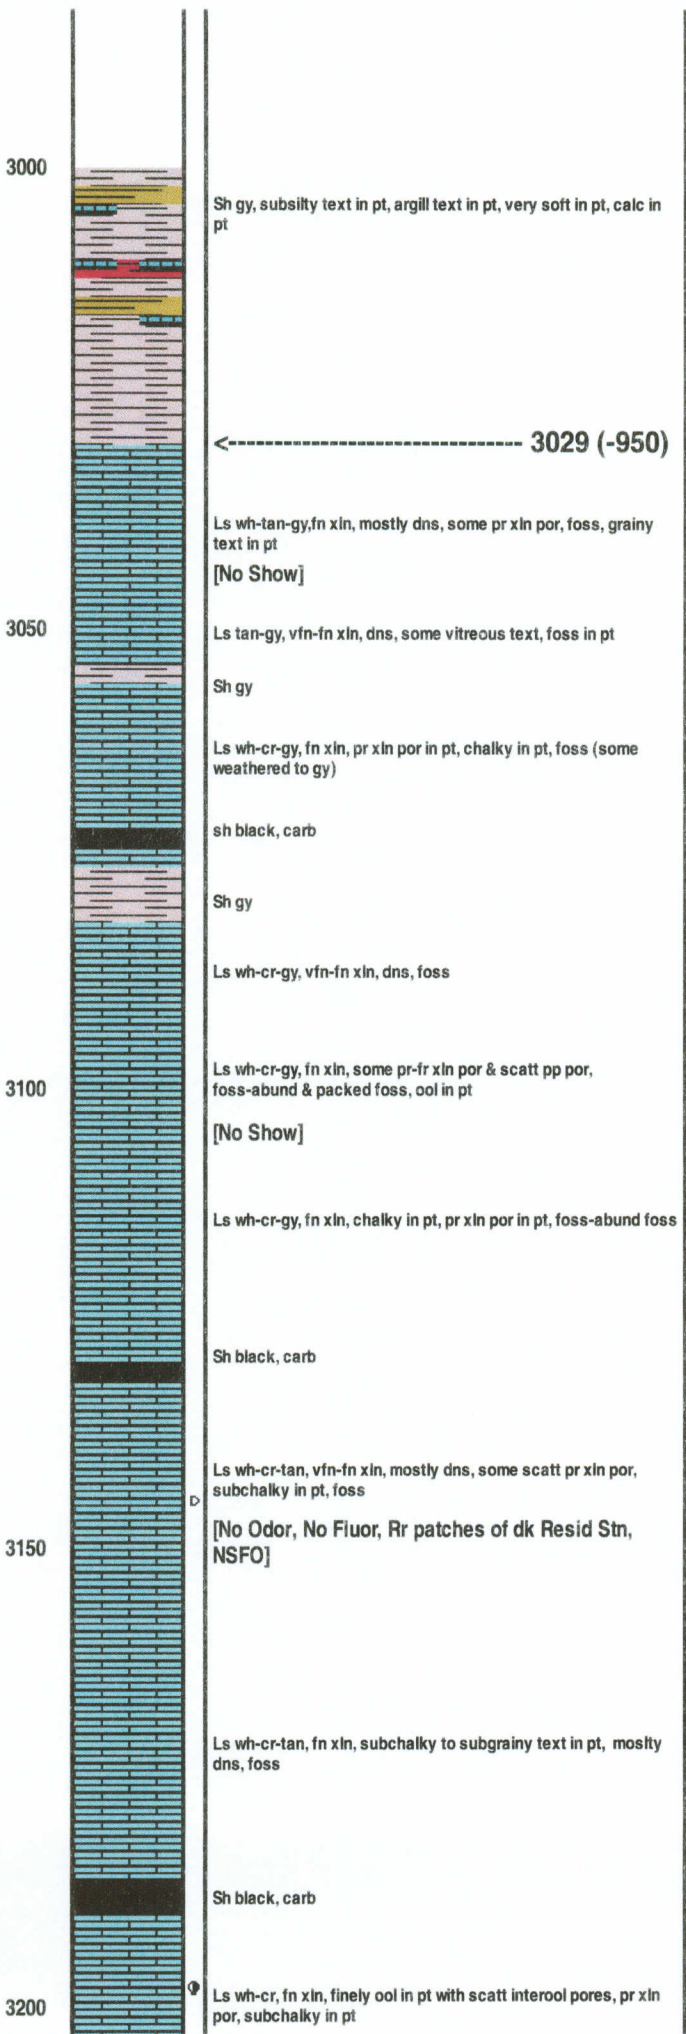 3000
Sh gy, subsilty text in pt, argill text in pt, very soft in pt, calc in
pt
<------------------------------- 3029 (-950)
Ls wh-tan-gy,fn xln, mostly dns, some pr xln por, foss, grainy
text in pt
[No Show]
3050
Ls tan-gy, vfn-fn xln, dns, some vitreous text, foss in pt
Sh gy
Ls wh-cr-gy, fn xln, pr xln por in pt, chalky in pt, foss (some
weathered to gy)
sh black, carb
Sh gy
Ls wh-cr-gy, vfn-fn xln, dns, foss
Ls wh-cr-gy, fn xln, some pr-fr xln por & scatt pp por,
foss-abund & packed foss, ool in pt
3100
[No Show]
Ls wh-cr-gy, fn xln, chalky in pt, pr xln por in pt, foss-abund foss
Sh black, carb
Ls wh-cr-tan, vfn-fn xln, mostly dns, some scatt pr xln por,
subchalky in pt, foss
[No Odor, No Fluor, Rr patches of dk Resid Stn,
NSFO]
3150
Ls wh-cr-tan, fn xln, subchalky to subgrainy text in pt, moslty
dns, foss
Sh black, carb
Ls wh-cr, fn xln, finely ool in pt with scatt interool pores, pr xln
por, subchalky in pt
3200